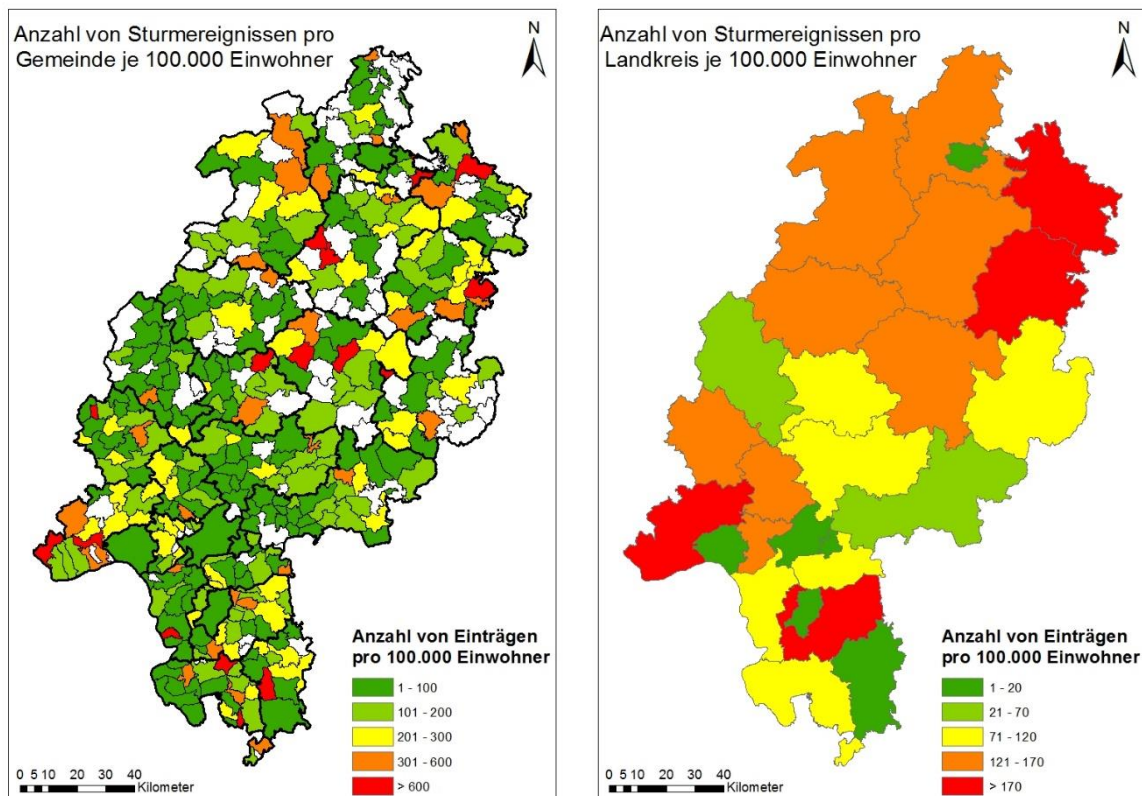 Anzahl von Sturmereignissen pro
Gemeinde je 100.000 Einwohner
N
Anzahl von Einträgen
pro 100.000 Einwohner
1 - 100
101 - 200
201 - 300
301 - 600
> 600
0 5 10 20 30 40
Kilometer
Anzahl von Sturmereignissen pro
Landkreis je 100.000 Einwohner
N
Anzahl von Einträgen
pro 100.000 Einwohner
1 - 20
21 - 70
71 - 120
121 - 170
> 170
0 5 10 20 30 40
Kilometer